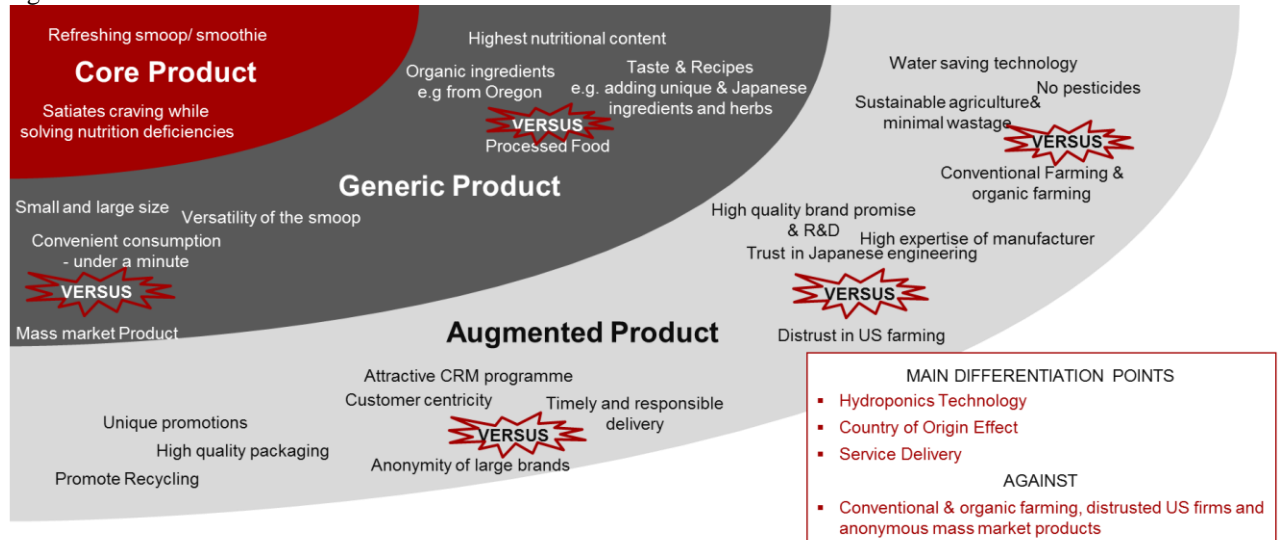 Refreshing smoop/ smoothie
Core Product
Satiates craving while
solving nutrition deficiencies
Highest nutritional content
Organic ingredients
e.g from Oregon
Taste & Recipes
e.g. adding unique & Japanese
ingredients and herbs
VERSUS
Processed Food
Generic Product
Small and large size
Versatility of the smoop
Convenient consumption
- under a minute
VERSUS
Mass market Product
Water saving technology
No pesticides
Sustainable agriculture&
minimal wastage
VERSUS
Conventional Farming &
organic farming
High quality brand promise
& R&D
High expertise of manufacturer
Trust in Japanese engineering
VERSUS
Distrust in US farming
Augmented Product
Attractive CRM programme
Customer centricity
Timely and responsible
delivery
VERSUS
Anonymity of large brands
Unique promotions
High quality packaging
Promote Recycling
MAIN DIFFERENTIATION POINTS
▪ Hydroponics Technology
▪ Country of Origin Effect
▪ Service Delivery
AGAINST
▪ Conventional & organic farming, distrusted US firms and
anonymous mass market products